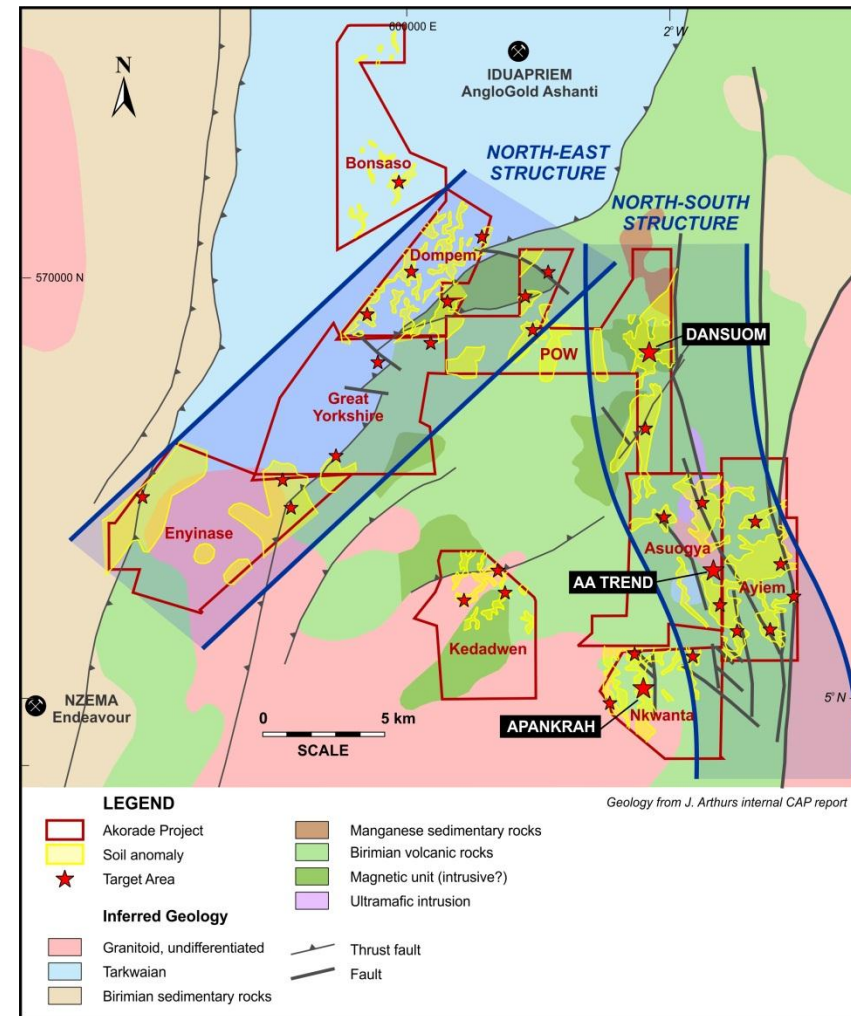 600000 E
2° W
N
IDUAPRIEM
AngloGold Ashanti
Bonsaso
NORTH-EAST
STRUCTURE
NORTH-SOUTH
STRUCTURE
Dompem
570000 N
DANSUOM
POW
Great
Yorkshire
Enyinase
Asuogya
AA TREND
Ayiem
Kedadwen
NZEMA
Endeavour
0 5 km
SCALE
APANKRAH
Nkwanta
5° N
LEGEND
Geology from J. Arthurs internal CAP report
Akorade Project
Soil anomaly
Target Area
Inferred Geology
Granitoid, undifferentiated
Tarkwaian
Birimian sedimentary rocks
Manganese sedimentary rocks
Birimian volcanic rocks
Magnetic unit (intrusive?)
Ultramafic intrusion
Thrust fault
Fault